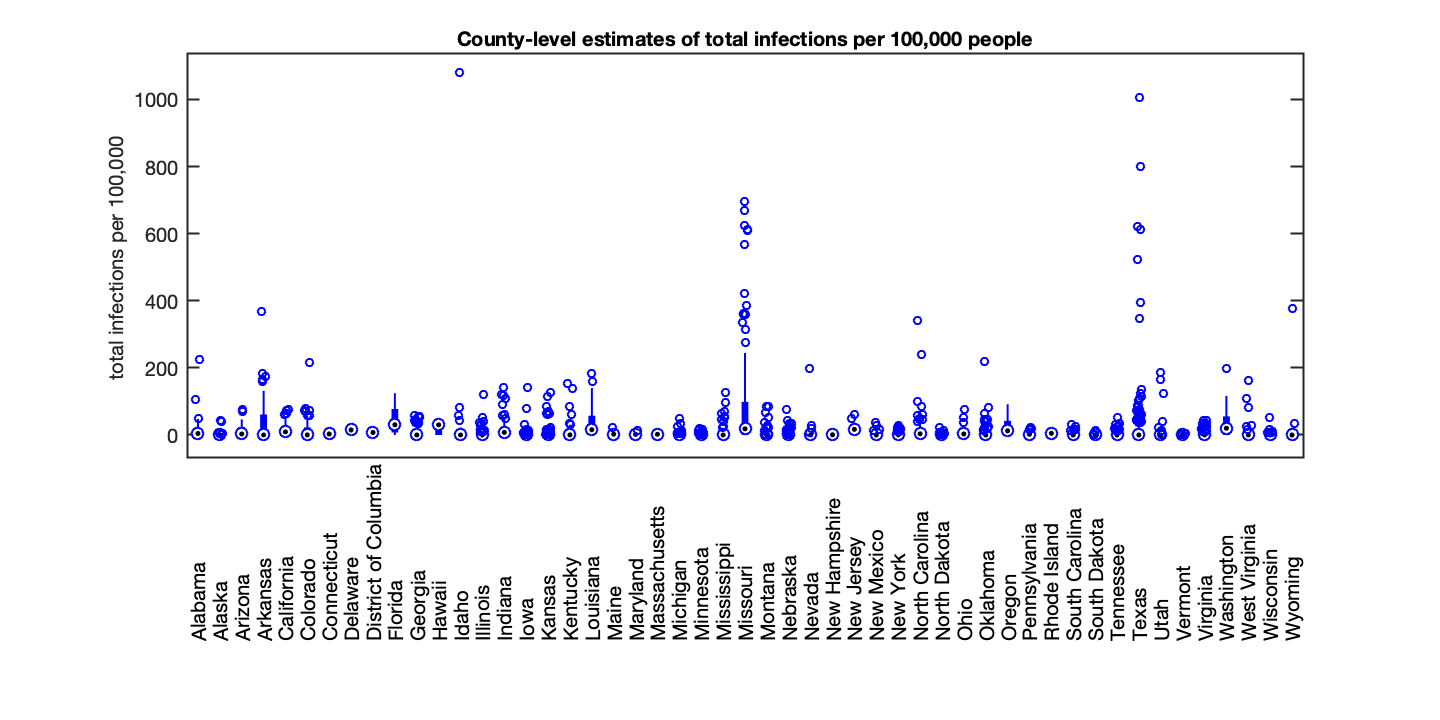 County-level estimates of total infections per 100,000 people
total infections per 100,000
1000
800
600
400
200
0
Alabama
Alaska
Arizona
Arkansas
California
Colorado
Connecticut
Delaware
District of Columbia
Florida
Georgia
Hawaii
Idaho
Illinois
Indiana
Iowa
Kansas
Kentucky
Louisiana
Maine
Maryland
Massachusetts
Michigan
Minnesota
Mississippi
Missouri
Montana
Nebraska
Nevada
New Hampshire
New Jersey
New Mexico
New York
North Carolina
North Dakota
Ohio
Oklahoma
Oregon
Pennsylvania
Rhode Island
South Carolina
South Dakota
Tennessee
Texas
Utah
Vermont
Virginia
Washington
West Virginia
Wisconsin
Wyoming